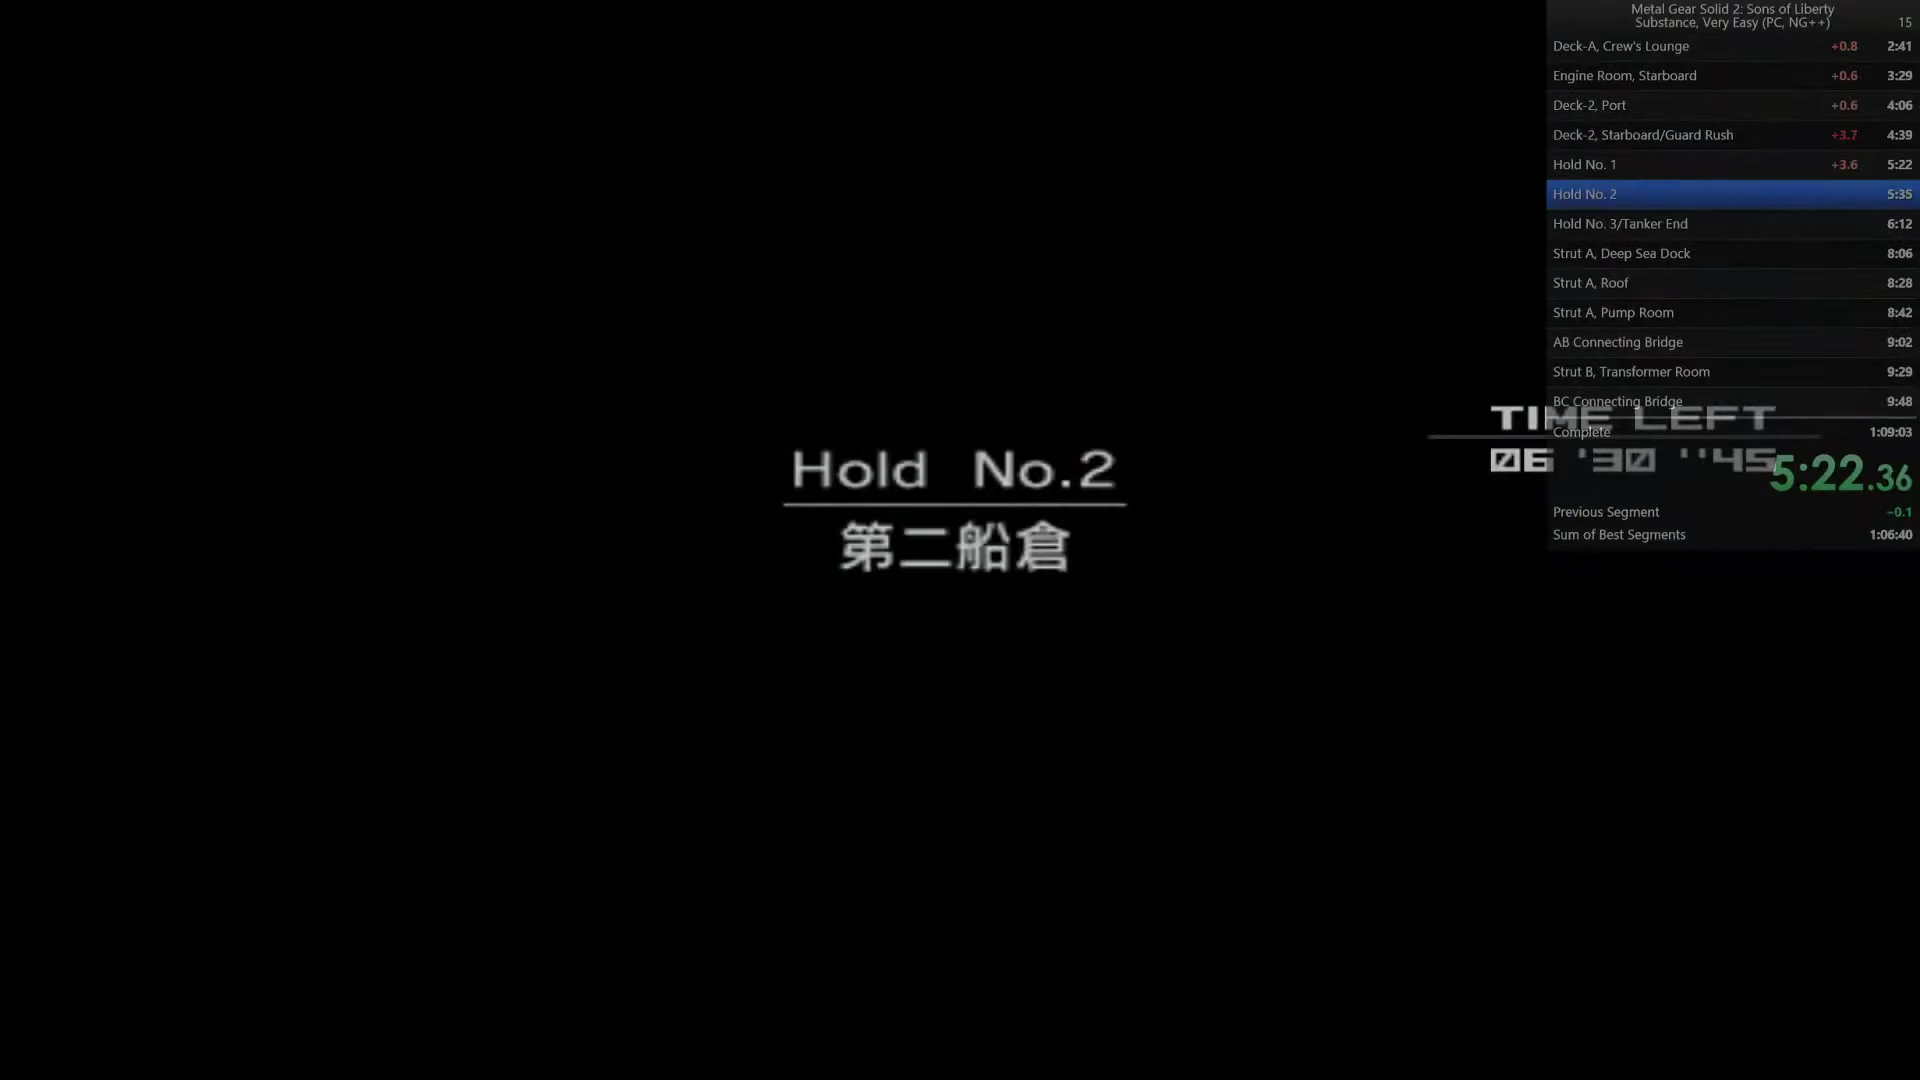 Metal Gear Solid 2: Sons of Liberty
Substance, Very Easy (PC, NG++) 15
Deck-A, Crew's Lounge +0.8 2:41
Engine Room, Starboard +0.6 3:29
Deck-2, Port +0.6 4:06
Deck-2, Starboard/Guard Rush +3.7 4:39
Hold No. 1 +3.6 5:22
Hold No. 2 5:35
Hold No. 3/Tanker End 6:12
Strut A, Deep Sea Dock 8:06
Strut A, Roof 8:28
Strut A, Pump Room 8:42
AB Connecting Bridge 9:02
Strut B, Transformer Room 9:29
BC Connecting Bridge 9:48
TIME LEFT
Complete 1:09:03
06 '30 ''45
5:22.36
Previous Segment −0.1
Sum of Best Segments 1:06:40
Hold No.2
第二船倉